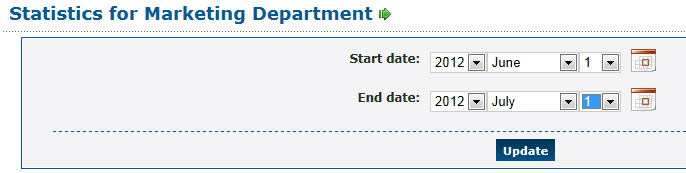 Statistics for Marketing Department
Start date: 2012 June 1
End date: 2012 July 1
Update